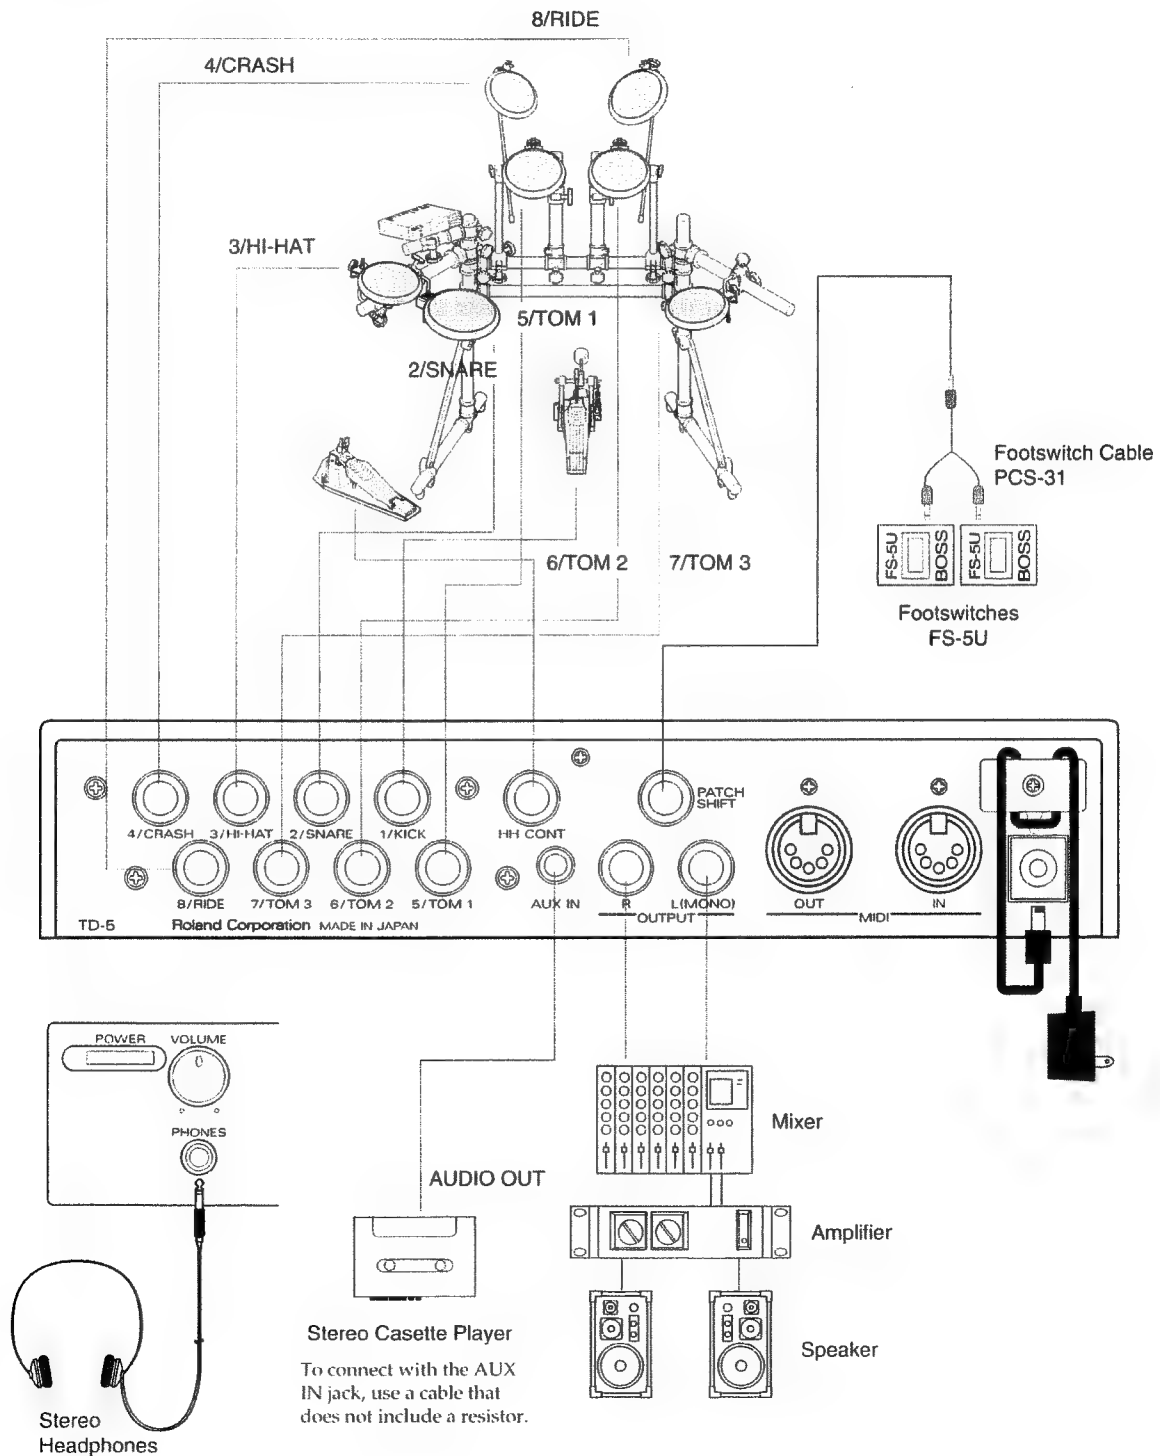 8/RIDE
4/CRASH
3/HI-HAT
5/TOM 1
2/SNARE
Footswitch Cable
PCS-31
FS-5U
BOSS
FS-5U
BOSS
6/TOM 2
7/TOM 3
Footswitches
FS-5U
PATCH
SHIFT
4/CRASH
3/HI-HAT
2/SNARE
1/KICK
HH CONT
8/RIDE
7/TOM 3
6/TOM 2
5/TOM 1
AUX IN
R
L(MONO)
OUTPUT
OUT
MIDI
IN
TD-5
Roland Corporation MADE IN JAPAN
POWER
VOLUME
PHONES
Mixer
AUDIO OUT
Amplifier
Stereo Casette Player
Speaker
To connect with the AUX
IN jack, use a cable that
does not include a resistor.
Stereo
Headphones